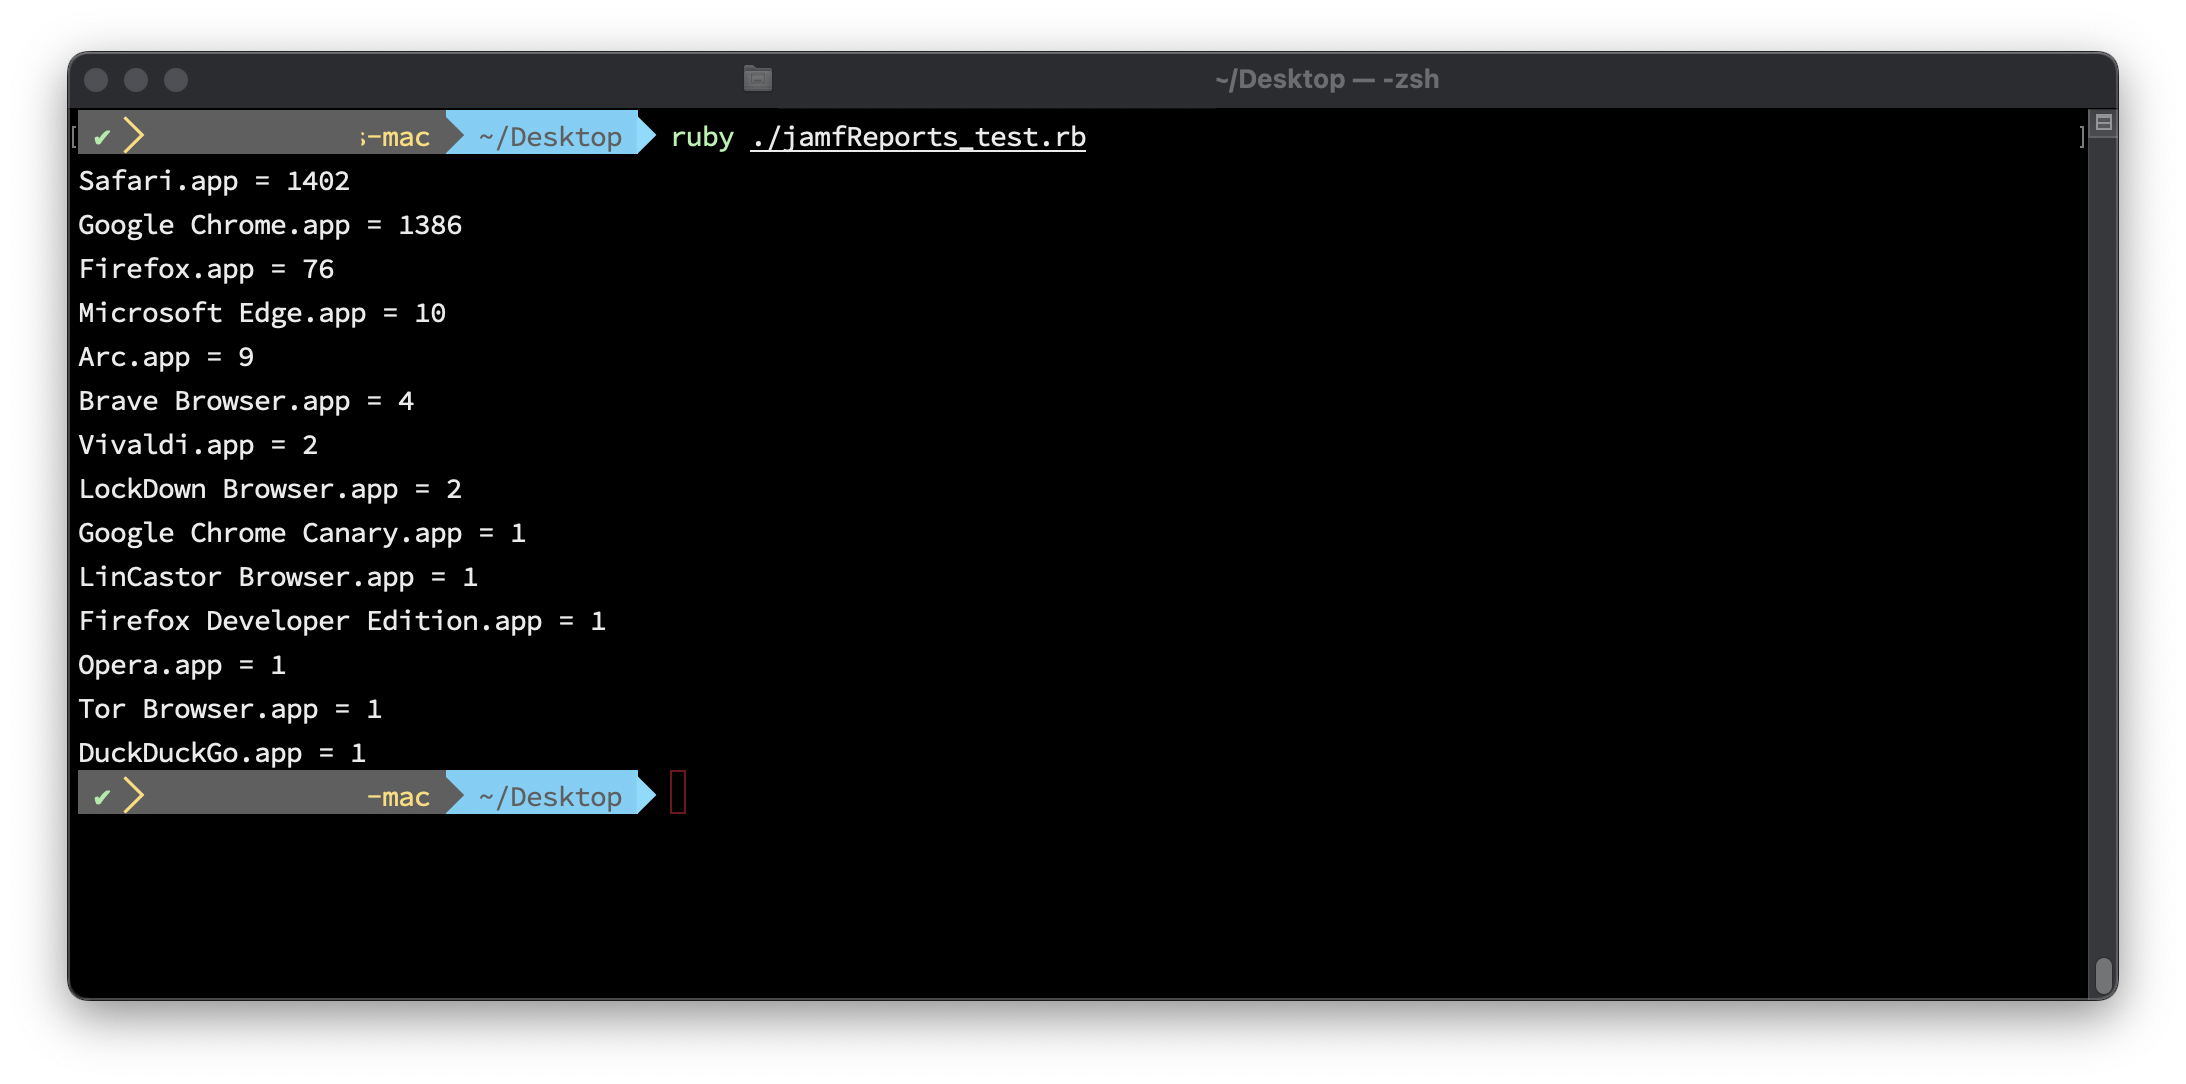 ~/Desktop — -zsh
✔ -mac ~/Desktop ruby ./jamfReports_test.rb
Safari.app = 1402
Google Chrome.app = 1386
Firefox.app = 76
Microsoft Edge.app = 10
Arc.app = 9
Brave Browser.app = 4
Vivaldi.app = 2
LockDown Browser.app = 2
Google Chrome Canary.app = 1
LinCastor Browser.app = 1
Firefox Developer Edition.app = 1
Opera.app = 1
Tor Browser.app = 1
DuckDuckGo.app = 1
✔ -mac ~/Desktop